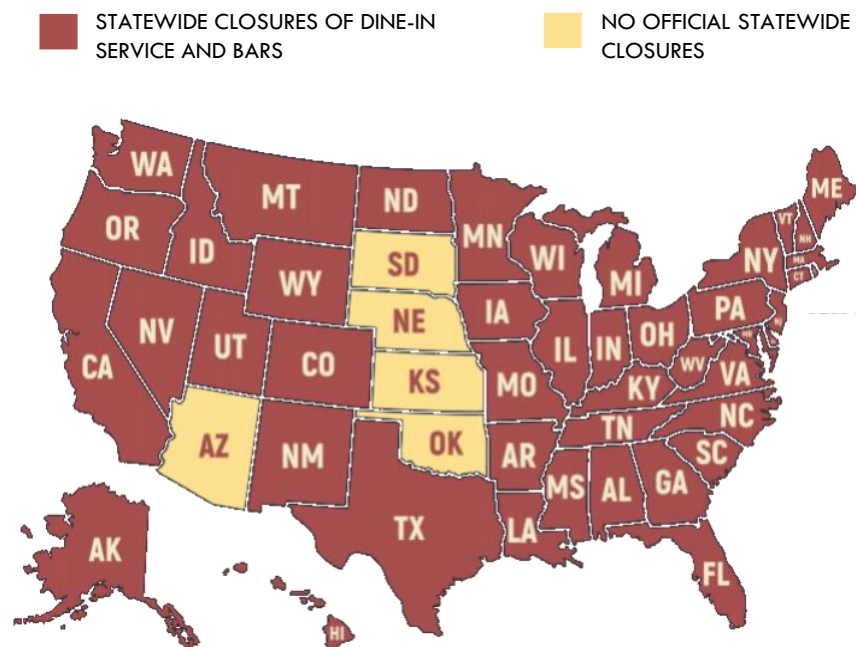 STATEWIDE CLOSURES OF DINE-IN
SERVICE AND BARS
NO OFFICIAL STATEWIDE
CLOSURES
WA
MT
ND
MN
ME
VT
NH
OR
ID
SD
WI
NY
MA
CT
WY
MI
NE
IA
PA
NV
UT
CO
IL
IN
OH
CA
KS
MO
WV
VA
KY
AZ
NM
OK
AR
TN
NC
SC
MS
AL
GA
TX
LA
AK
FL
HI